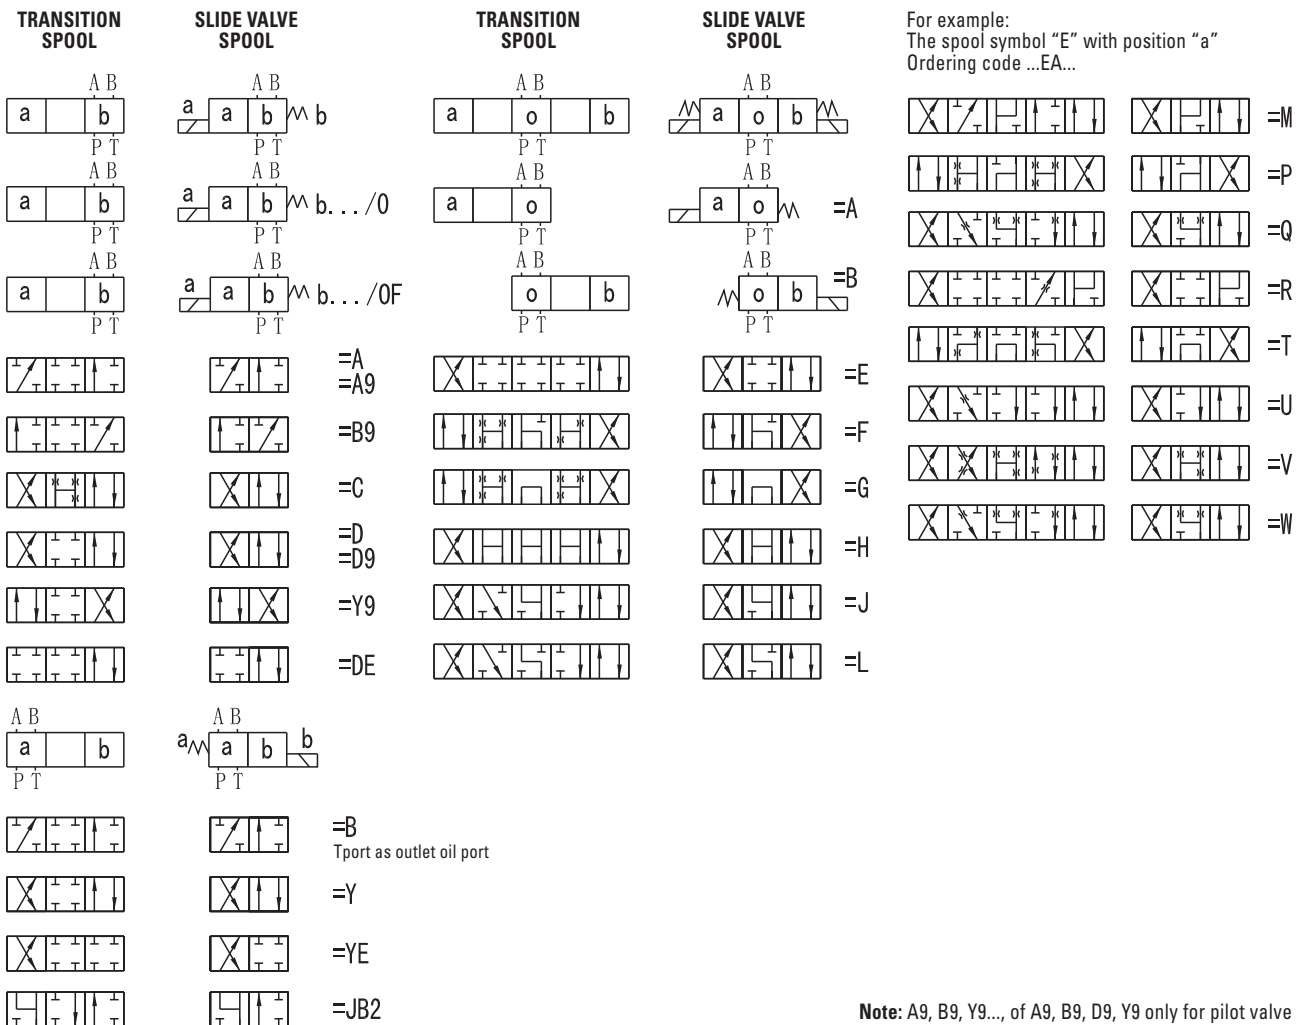 TRANSITION SPOOL
SLIDE VALVE SPOOL
A B
a b
P T
A B
a a b b
P T
A B
a b
P T
A B
a a b b.../0
P T
A B
a b
P T
A B
a a b b.../0F
P T
=A
=A9
=B9
=C
=D
=D9
=Y9
=DE
A B
a b
P T
A B
a a b b
P T
=B
Tport as outlet oil port
=Y
=YE
=JB2
TRANSITION SPOOL
SLIDE VALVE SPOOL
A B
a o b
P T
A B
a o b
P T
A B
a o
P T
A B
a o =A
P T
A B
o b
P T
A B
o b =B
P T
=E
=F
=G
=H
=J
=L
For example:
The spool symbol “E” with position “a”
Ordering code ...EA...
=M
=P
=Q
=R
=T
=U
=V
=W
Note: A9, B9, Y9..., of A9, B9, D9, Y9 only for pilot valve